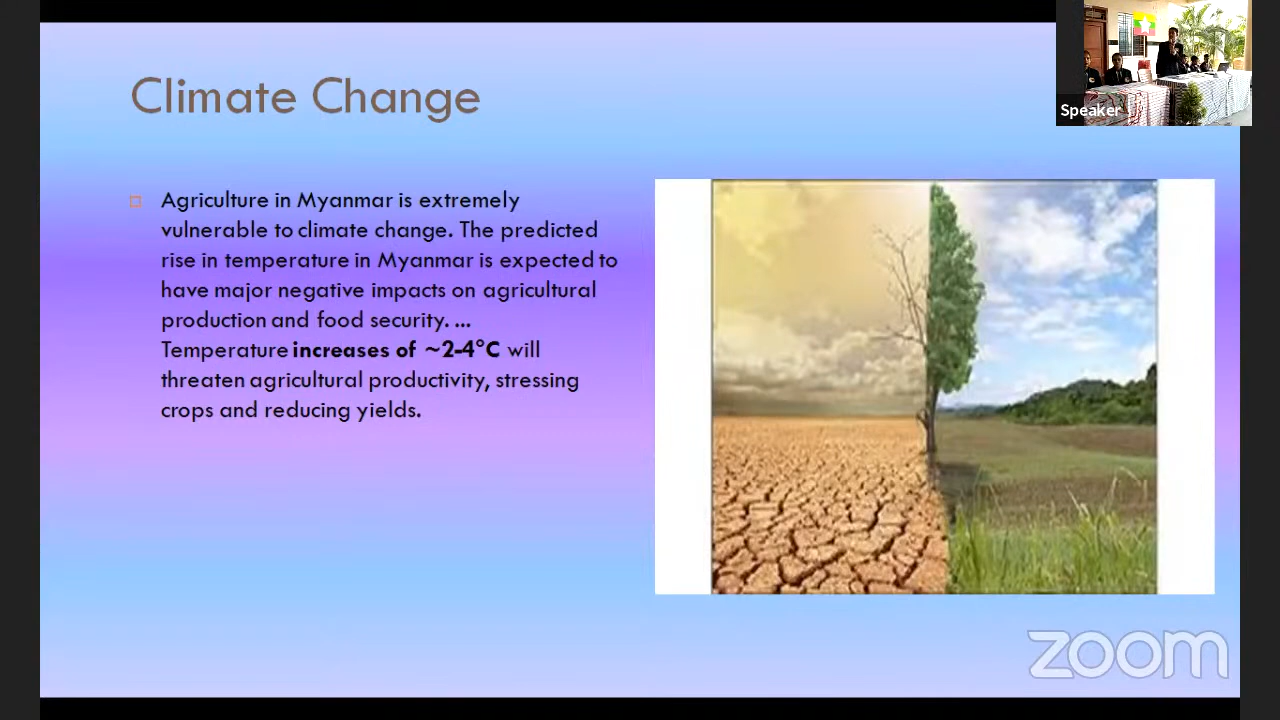 Climate Change
Speaker
Agriculture in Myanmar is extremely
vulnerable to climate change. The predicted
rise in temperature in Myanmar is expected to
have major negative impacts on agricultural
production and food security. ...
Temperature increases of ~2-4°C will
threaten agricultural productivity, stressing
crops and reducing yields.
zoom